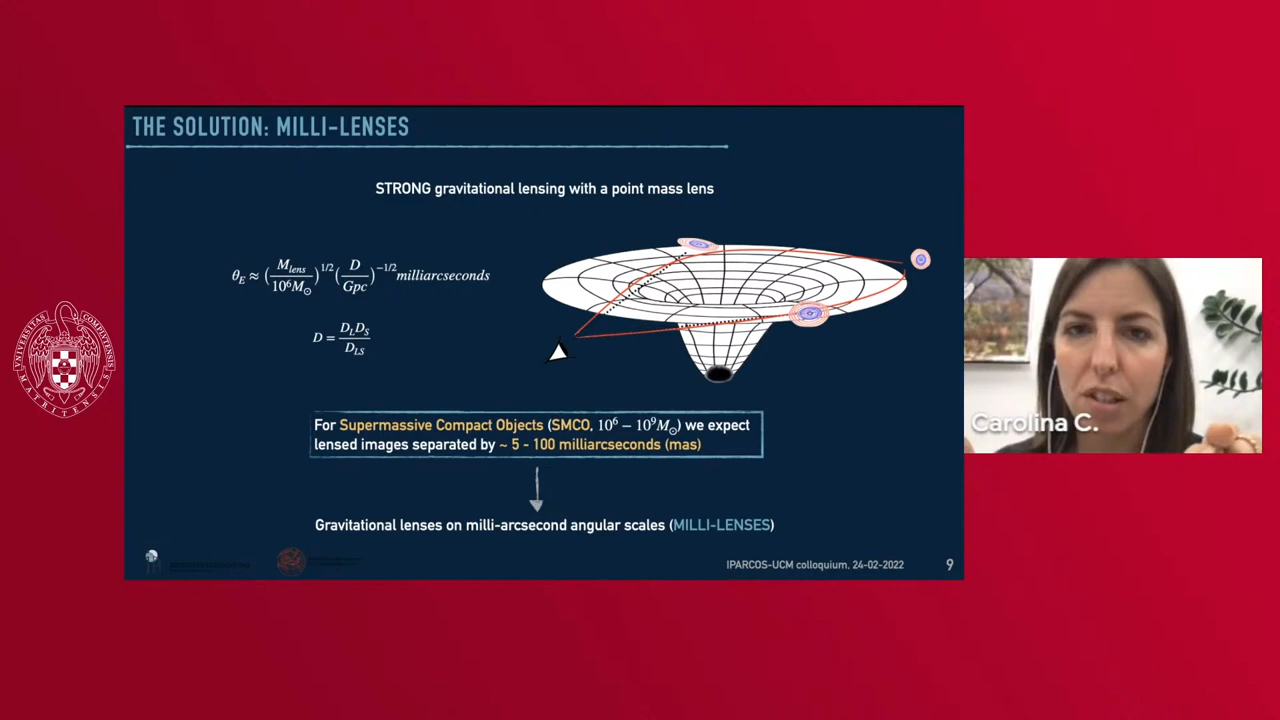 THE SOLUTION: MILLI-LENSES
STRONG gravitational lensing with a point mass lens
θ_E ≈ (M_lens / 10^6 M_☉)^1/2 (D / Gpc)^−1/2 milliarcseconds
D = D_L D_S / D_LS
For Supermassive Compact Objects (SMCO, 10^6 − 10^9 M_☉) we expect
lensed images separated by ~ 5 - 100 milliarcseconds (mas)
Gravitational lenses on milli-arcsecond angular scales (MILLI-LENSES)
IPARCOS-UCM colloquium, 24-02-2022
9
Carolina C.
VNIVERSITAS COMPLVTENSIS
MATRITENSIS